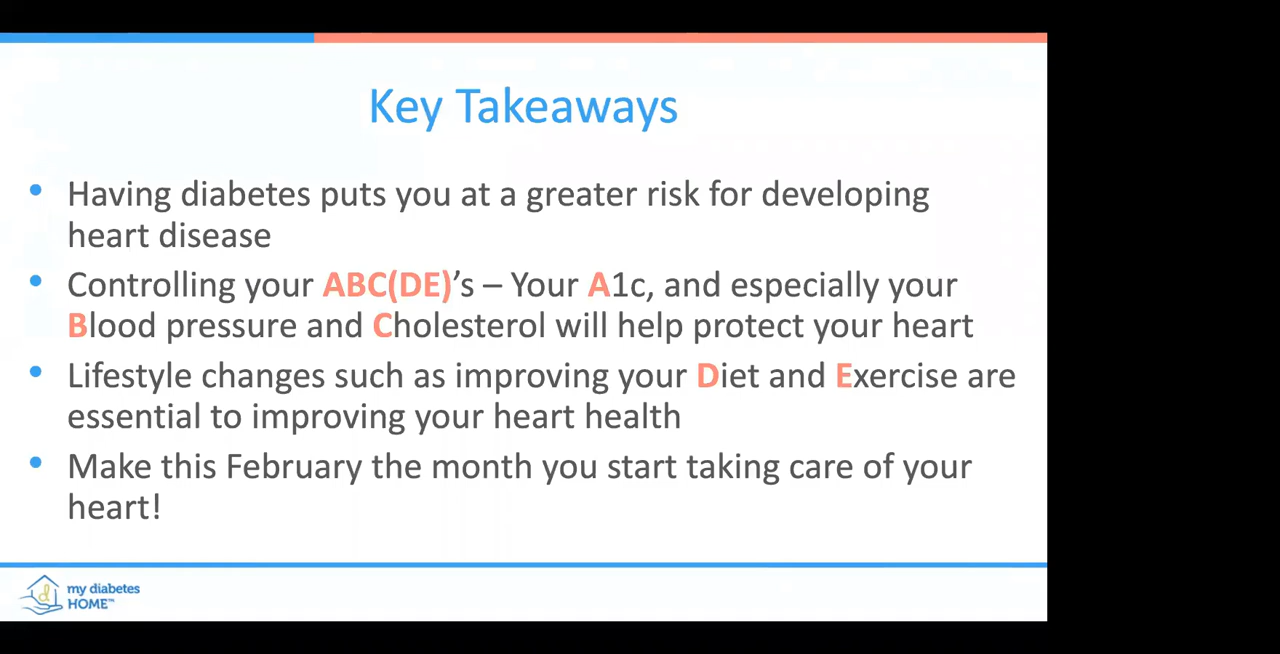 Key Takeaways
• Having diabetes puts you at a greater risk for developing
heart disease
• Controlling your ABC(DE)’s – Your A1c, and especially your
Blood pressure and Cholesterol will help protect your heart
• Lifestyle changes such as improving your Diet and Exercise are
essential to improving your heart health
• Make this February the month you start taking care of your
heart!
my diabetes
HOME™